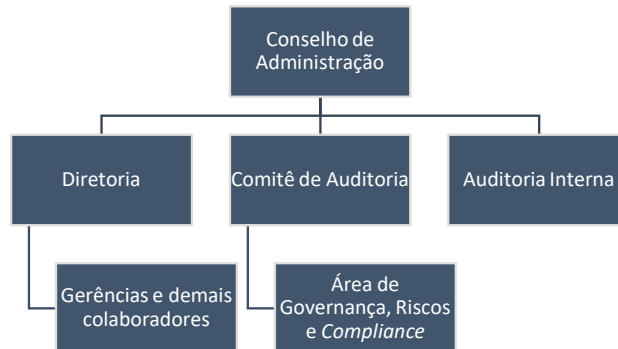 Conselho de
Administração
Diretoria
Comitê de Auditoria
Auditoria Interna
Gerências e demais
colaboradores
Área de
Governança, Riscos
e Compliance